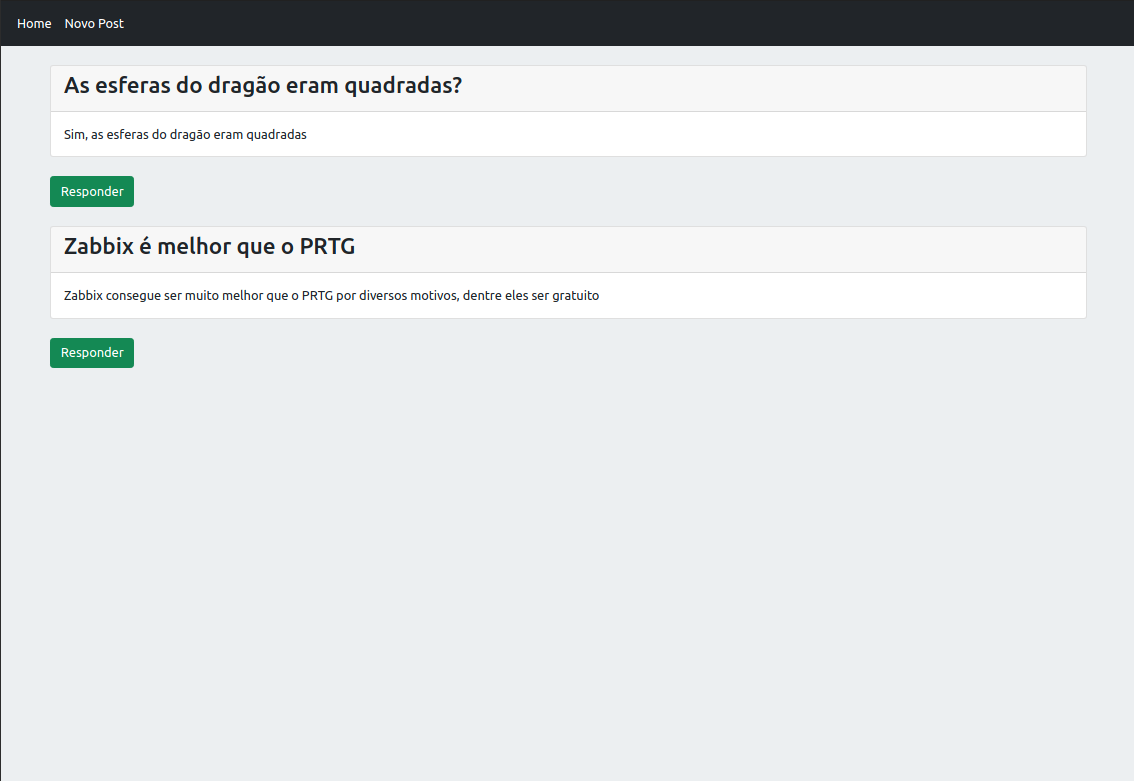 Home Novo Post
As esferas do dragão eram quadradas?
Sim, as esferas do dragão eram quadradas
Responder
Zabbix é melhor que o PRTG
Zabbix consegue ser muito melhor que o PRTG por diversos motivos, dentre eles ser gratuito
Responder